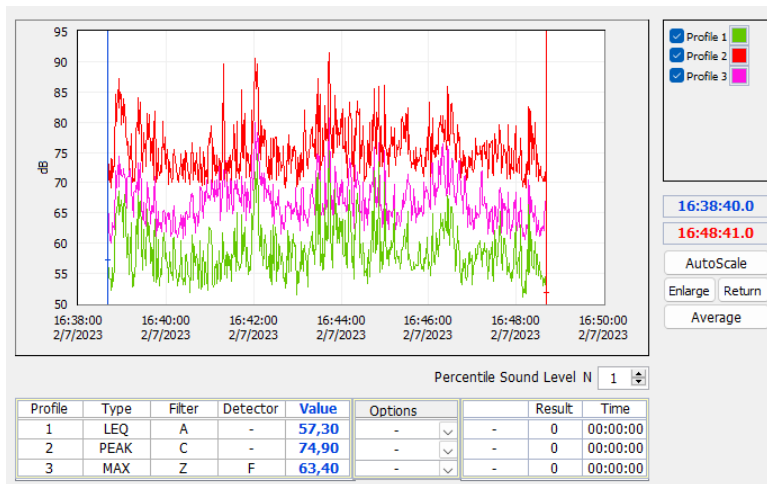 95
90
85
80
75
70
65
60
55
50
dB
16:38:00 16:40:00 16:42:00 16:44:00 16:46:00 16:48:00 16:50:00
2/7/2023 2/7/2023 2/7/2023 2/7/2023 2/7/2023 2/7/2023 2/7/2023
Profile 1
Profile 2
Profile 3
16:38:40.0
16:48:41.0
AutoScale
Enlarge Return
Average
Percentile Sound Level N 1
Profile Type Filter Detector Value Options Result Time
1 LEQ A - 57,30 - - 0 00:00:00
2 PEAK C - 74,90 - - 0 00:00:00
3 MAX Z F 63,40 - - 0 00:00:00